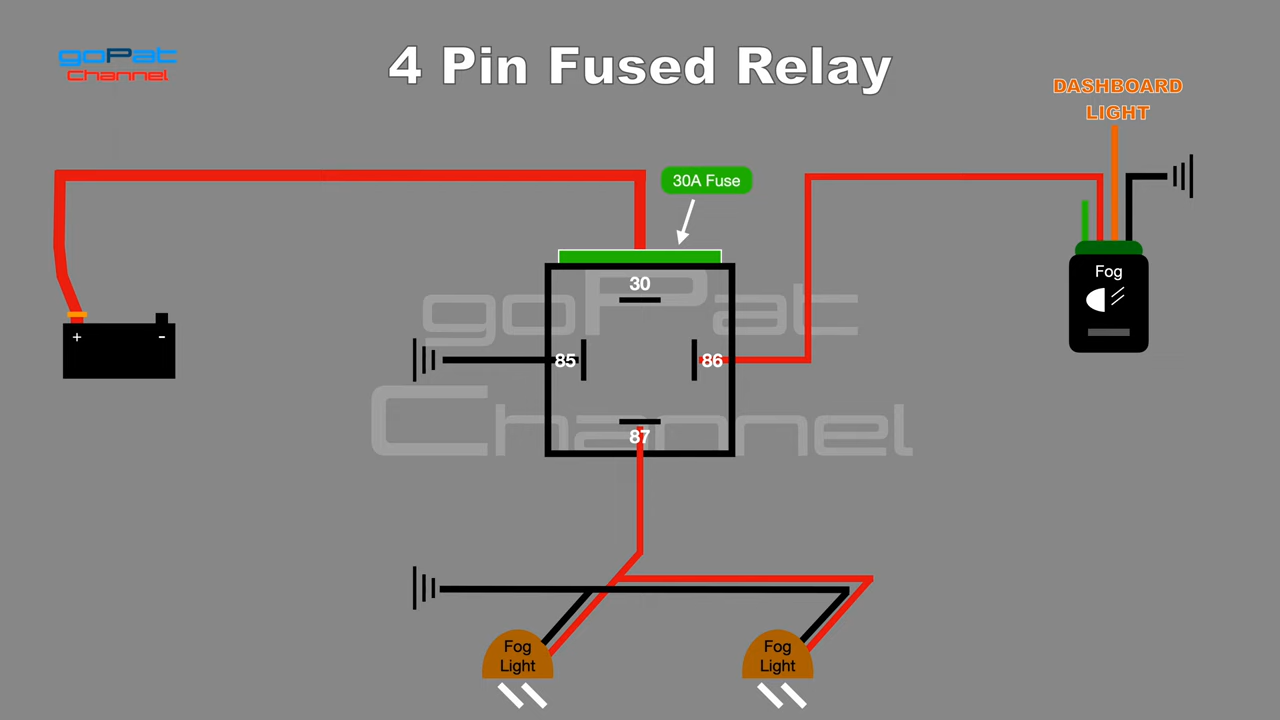 goPat
Channel
4 Pin Fused Relay
DASHBOARD
LIGHT
30A Fuse
30
Fog
+ -
85
86
87
goPat
Channel
Fog
Light
Fog
Light